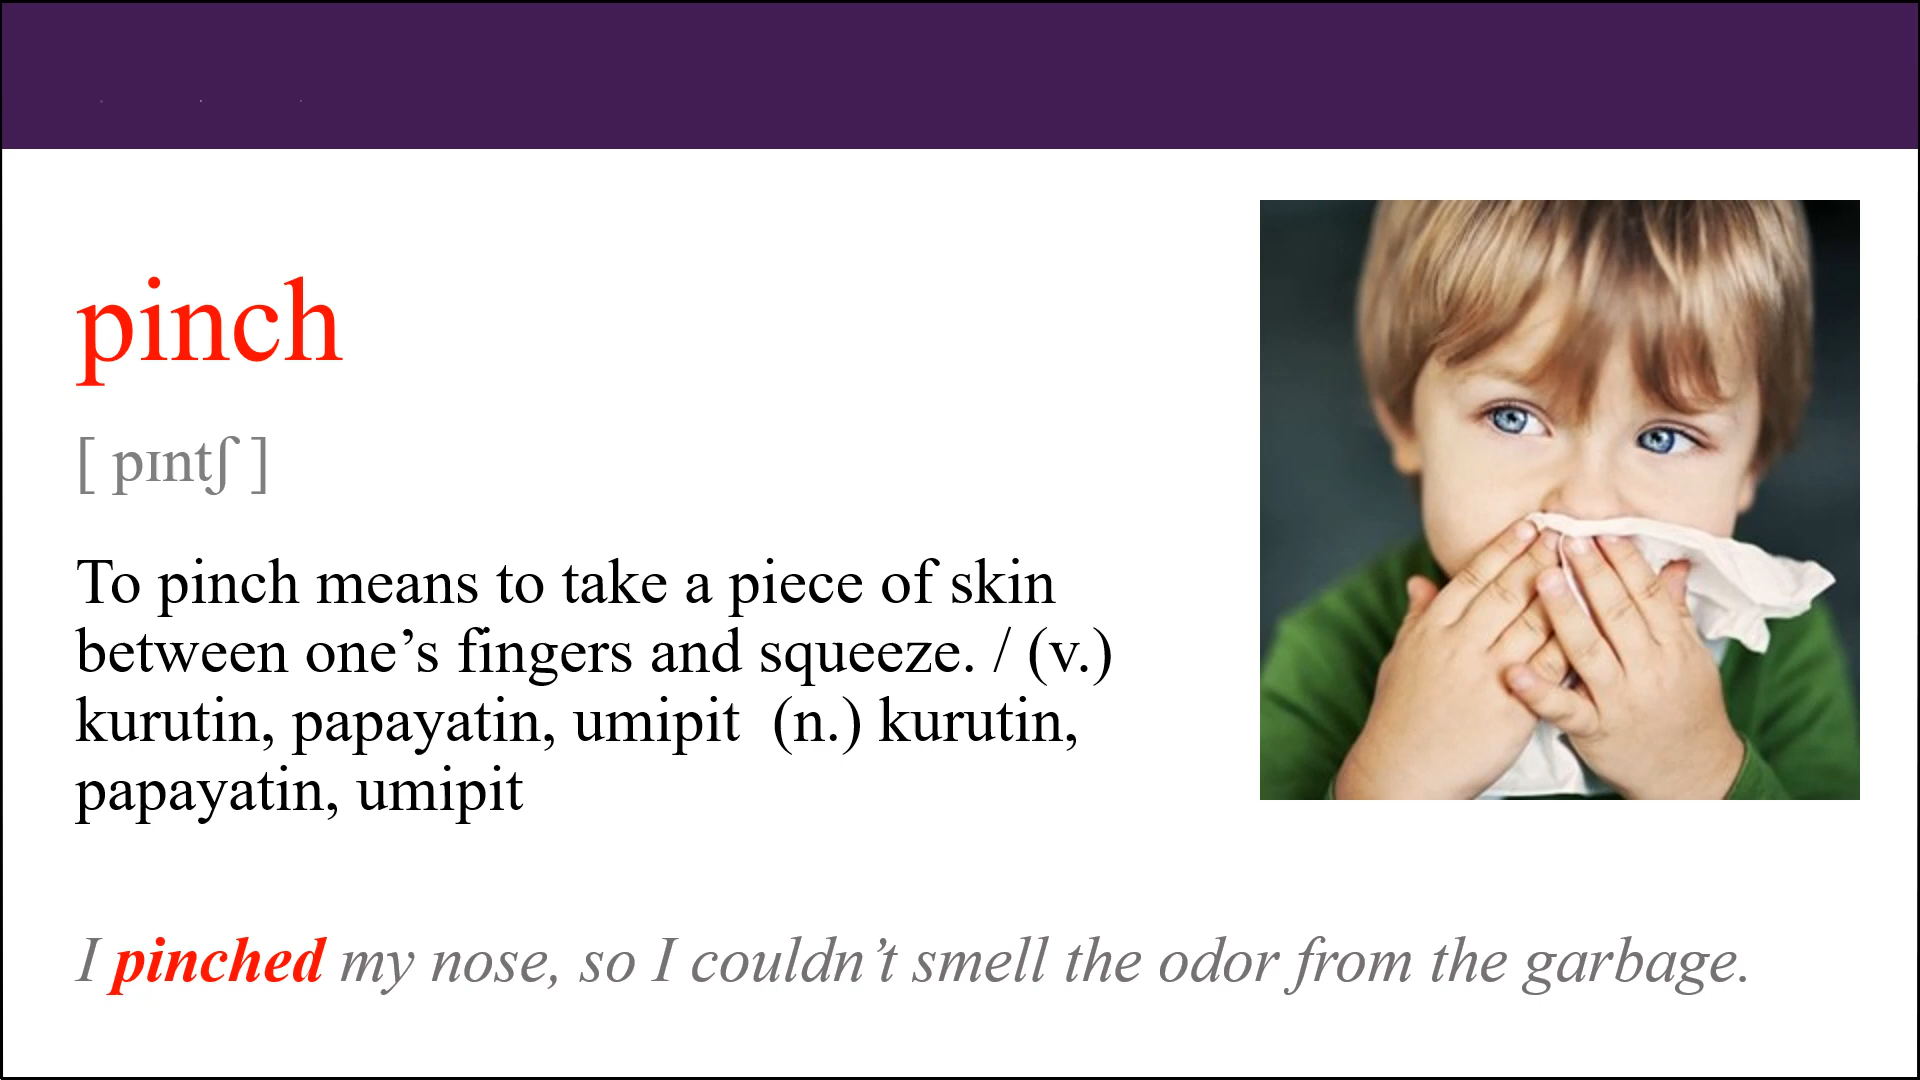 pinch
[ pɪntʃ ]
To pinch means to take a piece of skin
between one’s fingers and squeeze. / (v.)
kurutin, papayatin, umipit  (n.) kurutin,
papayatin, umipit
I pinched my nose, so I couldn’t smell the odor from the garbage.